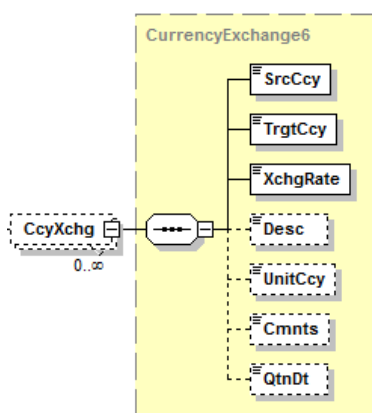 CurrencyExchange6
SrcCcy
TrgtCcy
XchgRate
CcyXchg
0..∞
Desc
UnitCcy
Cmnts
QtnDt